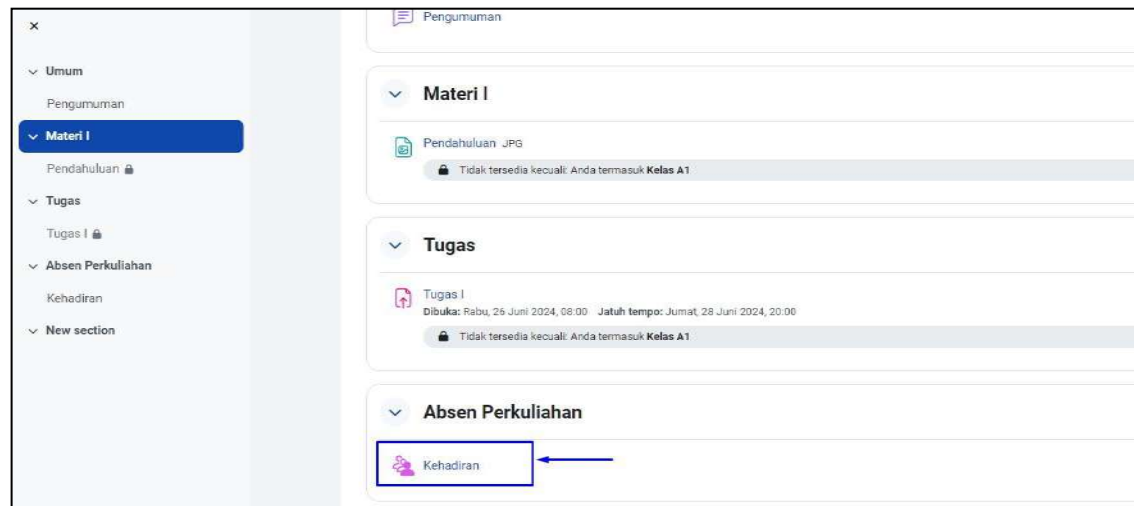 ×
Umum
Pengumuman
Materi I
Pendahuluan
Tugas
Tugas I
Absen Perkuliahan
Kehadiran
New section
Pengumuman
Materi I
Pendahuluan JPG
Tidak tersedia kecuali: Anda termasuk Kelas A1
Tugas
Tugas I
Dibuka: Rabu, 26 Juni 2024, 08:00 Jatuh tempo: Jumat, 28 Juni 2024, 20:00
Tidak tersedia kecuali: Anda termasuk Kelas A1
Absen Perkuliahan
Kehadiran